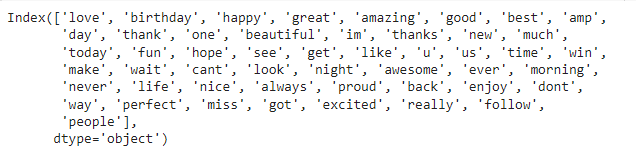 Index(['love', 'birthday', 'happy', 'great', 'amazing', 'good', 'best', 'amp',
'day', 'thank', 'one', 'beautiful', 'im', 'thanks', 'new', 'much',
'today', 'fun', 'hope', 'see', 'get', 'like', 'u', 'us', 'time', 'win',
'make', 'wait', 'cant', 'look', 'night', 'awesome', 'ever', 'morning',
'never', 'life', 'nice', 'always', 'proud', 'back', 'enjoy', 'dont',
'way', 'perfect', 'miss', 'got', 'excited', 'really', 'follow',
'people'],
dtype='object')